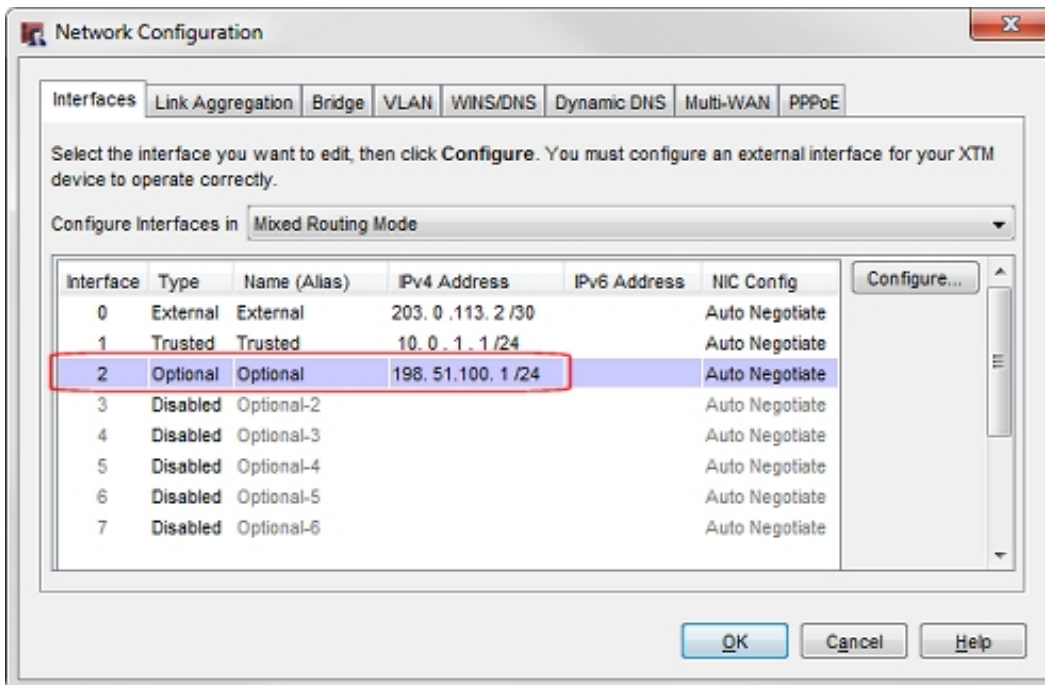 Network Configuration
Interfaces Link Aggregation Bridge VLAN WINS/DNS Dynamic DNS Multi-WAN PPPoE
Select the interface you want to edit, then click Configure. You must configure an external interface for your XTM
device to operate correctly.
Configure Interfaces in Mixed Routing Mode
Interface Type Name (Alias) IPv4 Address IPv6 Address NIC Config Configure...
0 External External 203. 0 .113. 2 /30 Auto Negotiate
1 Trusted Trusted 10. 0 . 1 . 1 /24 Auto Negotiate
2 Optional Optional 198. 51.100. 1 /24 Auto Negotiate
3 Disabled Optional-2 Auto Negotiate
4 Disabled Optional-3 Auto Negotiate
5 Disabled Optional-4 Auto Negotiate
6 Disabled Optional-5 Auto Negotiate
7 Disabled Optional-6 Auto Negotiate
OK Cancel Help